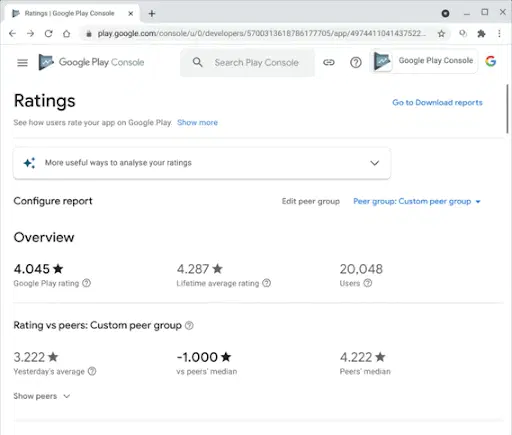 Ratings | Google Play Console
play.google.com/console/u/0/developers/5700313618786177705/app/4974411041437522...
Google Play Console
Search Play Console
Google Play Console
Ratings
Go to Download reports
See how users rate your app on Google Play. Show more
More useful ways to analyse your ratings
Configure report
Edit peer group
Peer group: Custom peer group
Overview
4.045 ★
4.287 ★
20,048
Google Play rating
Lifetime average rating
Users
Rating vs peers: Custom peer group
3.222 ★
-1.000 ★
4.222 ★
Yesterday's average
vs peers' median
Peers' median
Show peers